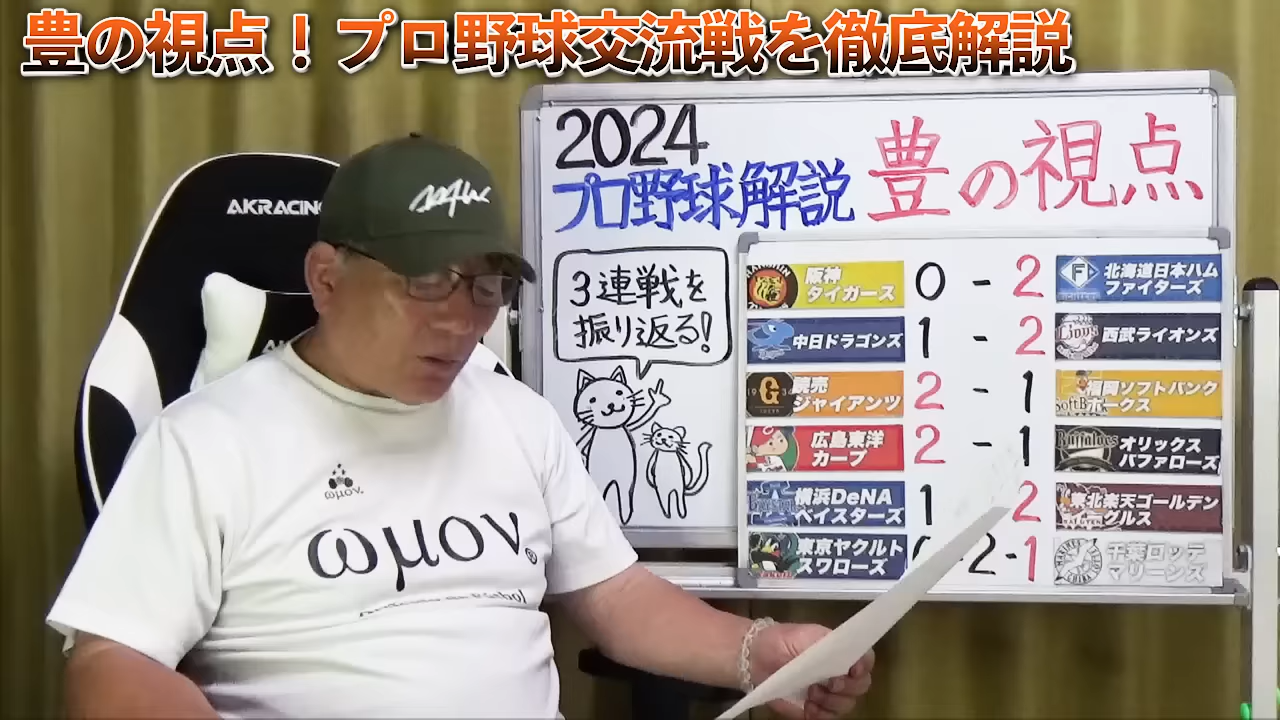 豊の視点！プロ野球交流戦を徹底解説
2024
プロ野球解説
豊の視点
3連戦を
振り返る!
阪神
タイガース
0 - 2
北海道日本ハム
ファイターズ
中日ドラゴンズ
1 - 2
西武ライオンズ
読売
ジャイアンツ
2 - 1
福岡ソフトバンク
ホークス
広島東洋
カープ
2 - 1
オリックス
バファローズ
横浜DeNA
ベイスターズ
1
2
東北楽天ゴールデン
イーグルス
東京ヤクルト
スワローズ
-2-1
千葉ロッテ
マリーンズ
AKRACING
ωμον.
ωμον